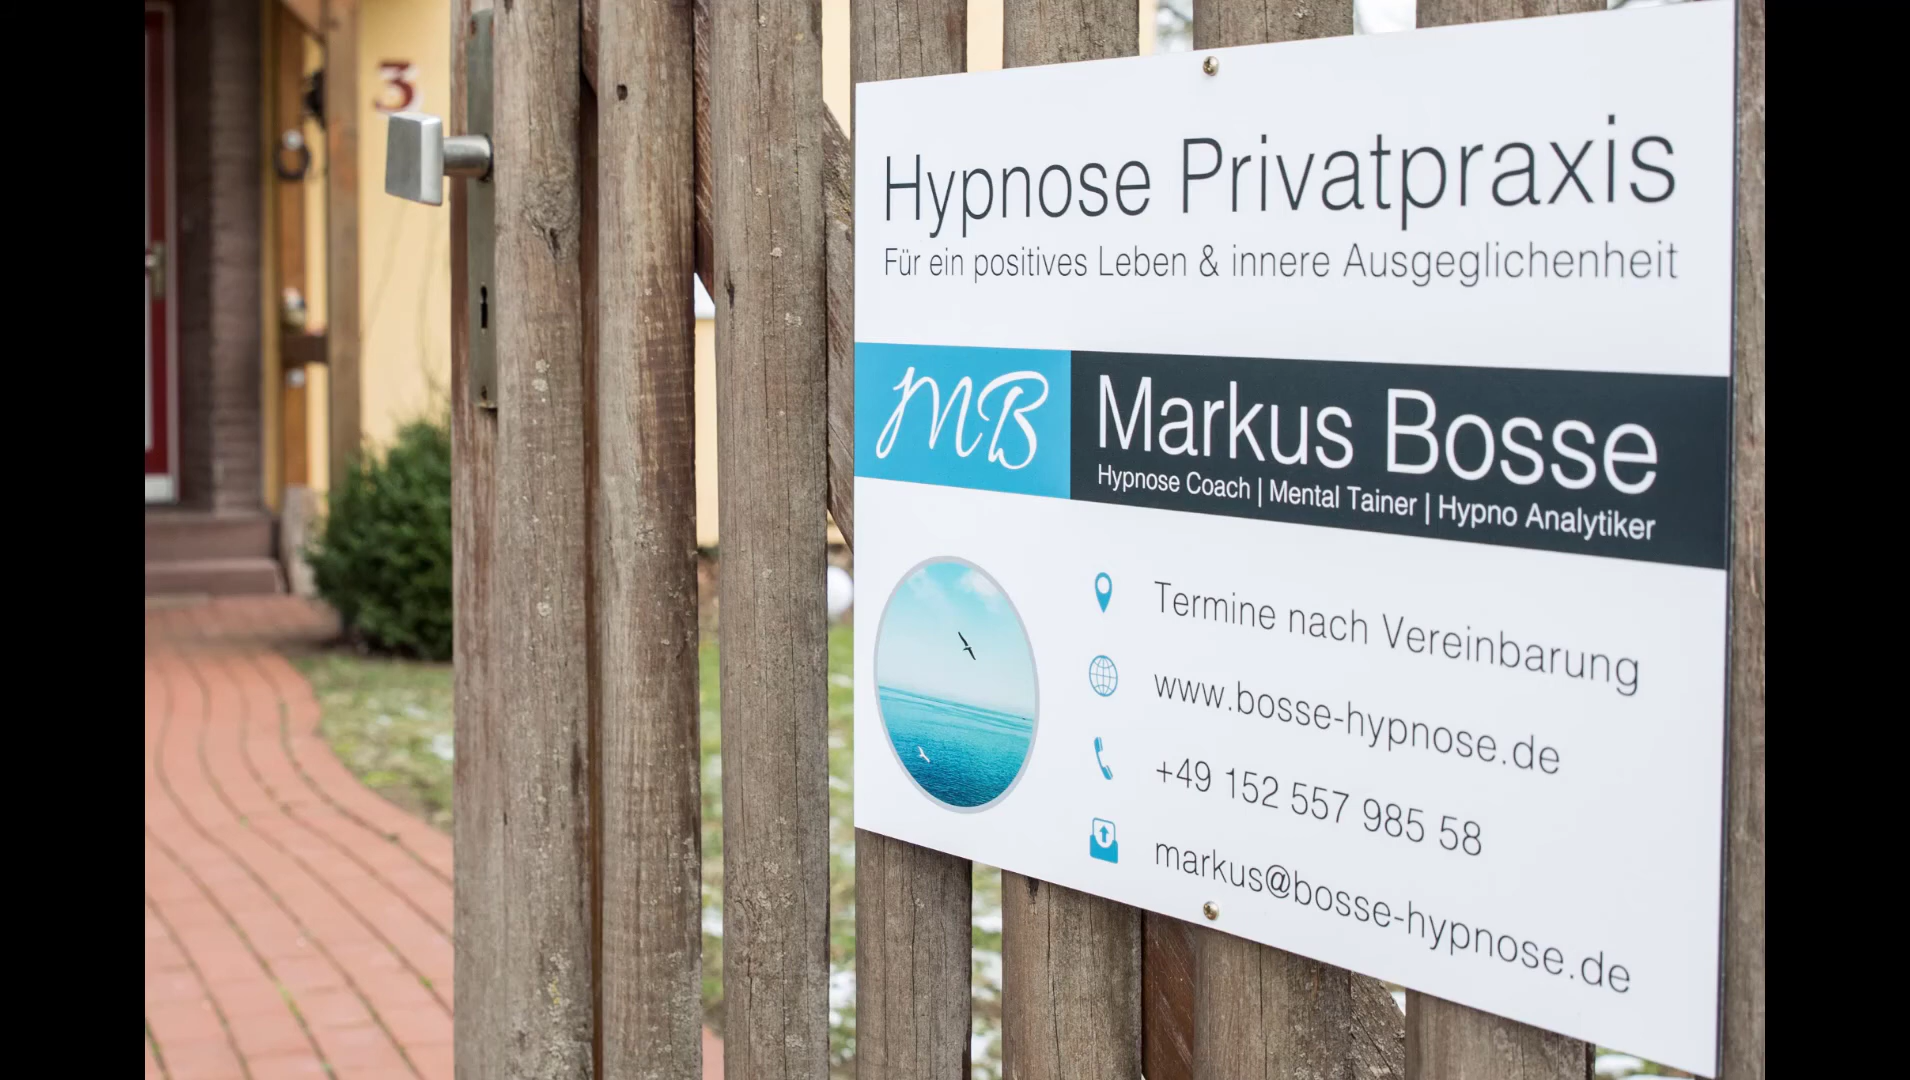 3
Hypnose Privatpraxis
Für ein positives Leben & innere Ausgeglichenheit
MB
Markus Bosse
Hypnose Coach | Mental Tainer | Hypno Analytiker
Termine nach Vereinbarung
www.bosse-hypnose.de
+49 152 557 985 58
markus@bosse-hypnose.de